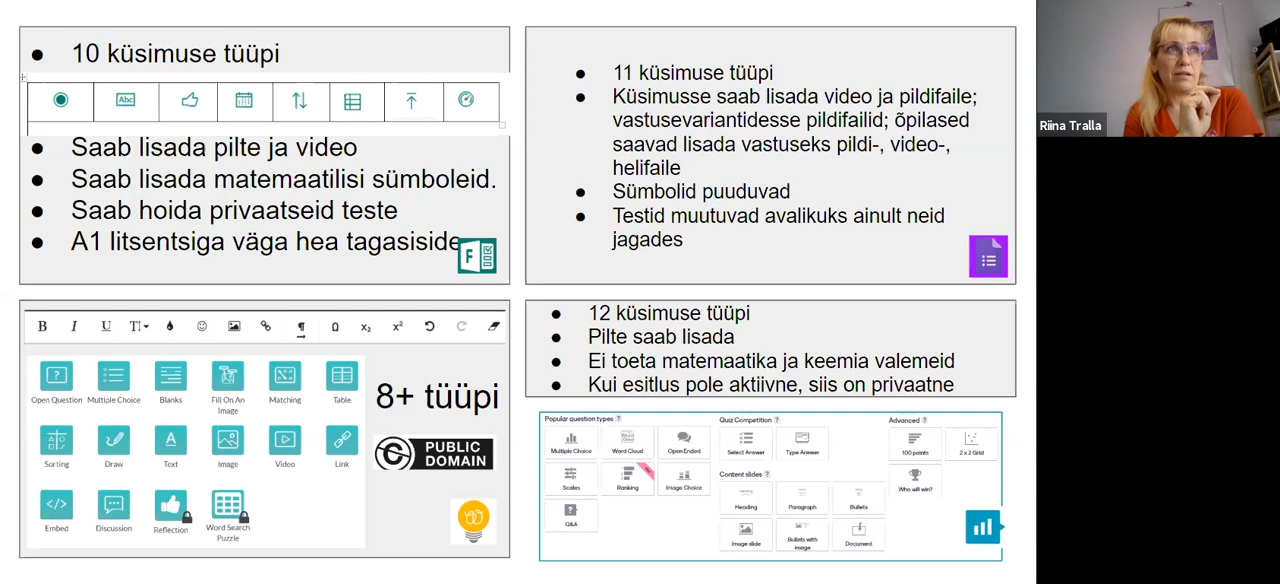 ● 10 küsimuse tüüpi
Abc
● Saab lisada pilte ja video
● Saab lisada matemaatilisi sümboleid.
● Saab hoida privaatseid teste
● A1 litsentsiga väga hea tagasiside
F
● 11 küsimuse tüüpi
● Küsimusse saab lisada video ja pildifaile;
vastusevariantidesse pildifailid; õpilased
saavad lisada vastuseks pildi-, video-,
helifaile
● Sümbolid puuduvad
● Testid muutuvad avalikuks ainult neid
jagades
Riina Tralla
B I U TI Ω x₂ x²
Open Question Multiple Choice Blanks Fill On An Image Matching Table
Sorting Draw Text Image Video Link
Embed Discussion Reflection Word Search Puzzle
8+ tüüpi
PUBLIC
DOMAIN
● 12 küsimuse tüüpi
● Pilte saab lisada
● Ei toeta matemaatika ja keemia valemeid
● Kui esitlus pole aktiivne, siis on privaatne
Popular question types ?
Multiple Choice Word Cloud Open Ended
Scales Ranking Image Choice
Q&A
Quiz Competition ?
Select Answer Type Answer
Content slides ?
Heading Paragraph Bullets
Image slide Bullets with image Document
Advanced ?
100 points 2 x 2 Grid
Who will win?